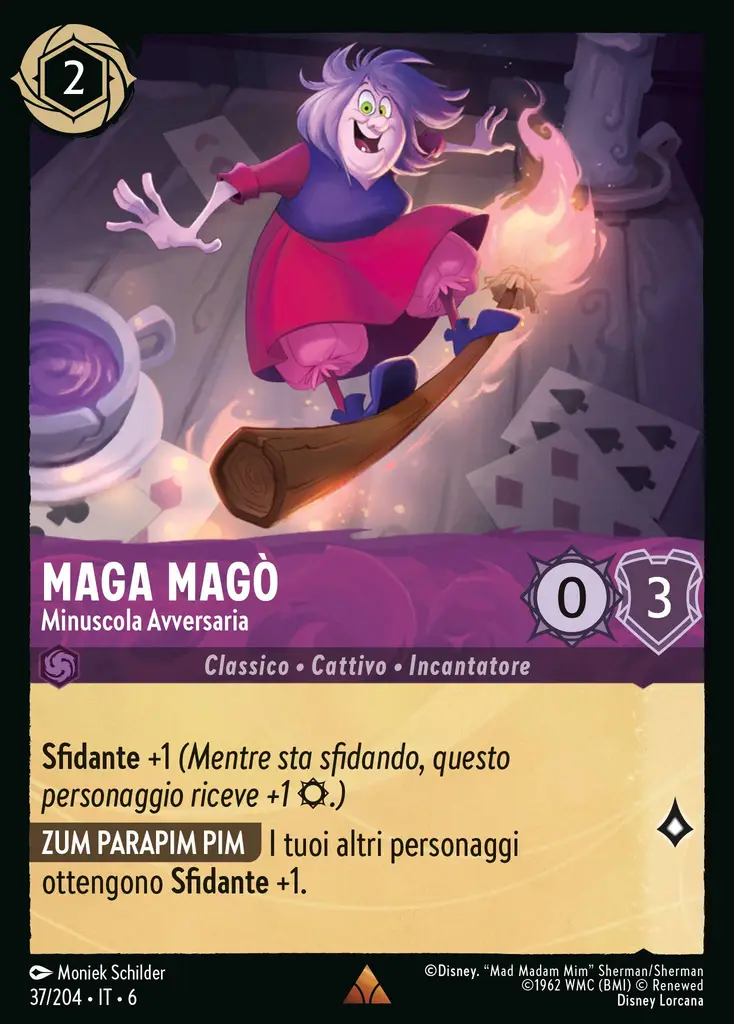 2
MAGA MAGÒ
Minuscola Avversaria
0
3
Classico • Cattivo • Incantatore
Sfidante +1 (Mentre sta sfidando, questo
personaggio riceve +1 .)
ZUM PARAPIM PIM I tuoi altri personaggi
ottengono Sfidante +1.
Moniek Schilder
37/204 • IT • 6
©Disney. “Mad Madam Mim” Sherman/Sherman
©1962 WMC (BMI) © Renewed
Disney Lorcana